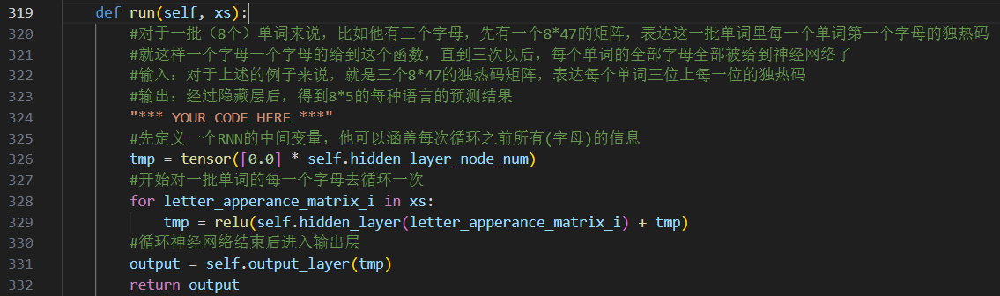 319 def run(self, xs):
320 #对于一批（8个）单词来说，比如他有三个字母，先有一个8*47的矩阵，表达这一批单词里每一个单词第一个字母的独热码
321 #就这样一个字母一个字母的给到这个函数，直到三次以后，每个单词的全部字母全部被给到神经网络了
322 #输入：对于上述的例子来说，就是三个8*47的独热码矩阵，表达每个单词三位上每一位的独热码
323 #输出：经过隐藏层后，得到8*5的每种语言的预测结果
324 "*** YOUR CODE HERE ***"
325 #先定义一个RNN的中间变量，他可以涵盖每次循环之前所有(字母)的信息
326 tmp = tensor([0.0] * self.hidden_layer_node_num)
327 #开始对一批单词的每一个字母去循环一次
328 for letter_apperance_matrix_i in xs:
329 tmp = relu(self.hidden_layer(letter_apperance_matrix_i) + tmp)
330 #循环神经网络结束后进入输出层
331 output = self.output_layer(tmp)
332 return output